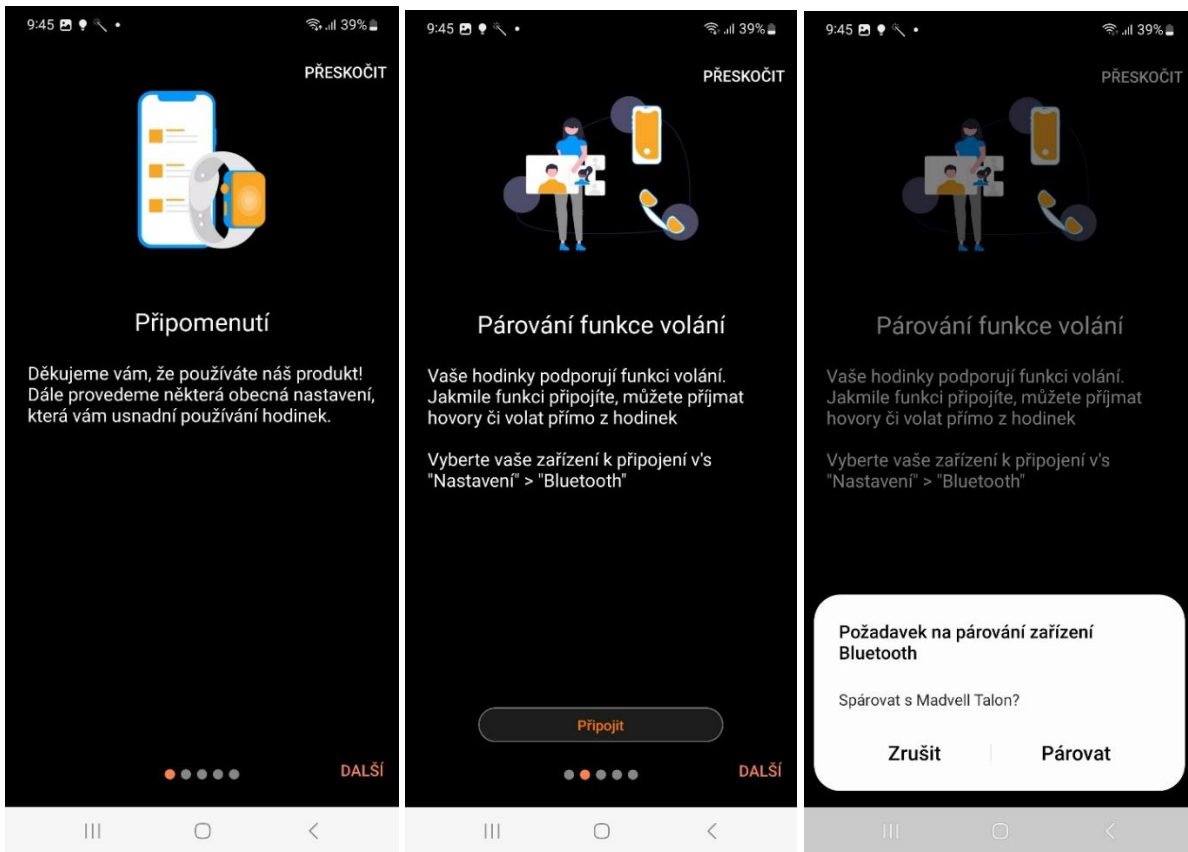 9:45
39%
PŘESKOČIT
Připomenutí
Děkujeme vám, že používáte náš produkt!
Dále provedeme některá obecná nastavení,
která vám usnadní používání hodinek.
DALŠÍ
9:45
39%
PŘESKOČIT
Párování funkce volání
Vaše hodinky podporují funkci volání.
Jakmile funkci připojíte, můžete příjmat
hovory či volat přímo z hodinek
Vyberte vaše zařízení k připojení v's
"Nastavení" > "Bluetooth"
Připojit
DALŠÍ
9:45
39%
PŘESKOČIT
Párování funkce volání
Vaše hodinky podporují funkci volání.
Jakmile funkci připojíte, můžete příjmat
hovory či volat přímo z hodinek
Vyberte vaše zařízení k připojení v's
"Nastavení" > "Bluetooth"
Požadavek na párování zařízení
Bluetooth
Spárovat s Madvell Talon?
Zrušit
Párovat